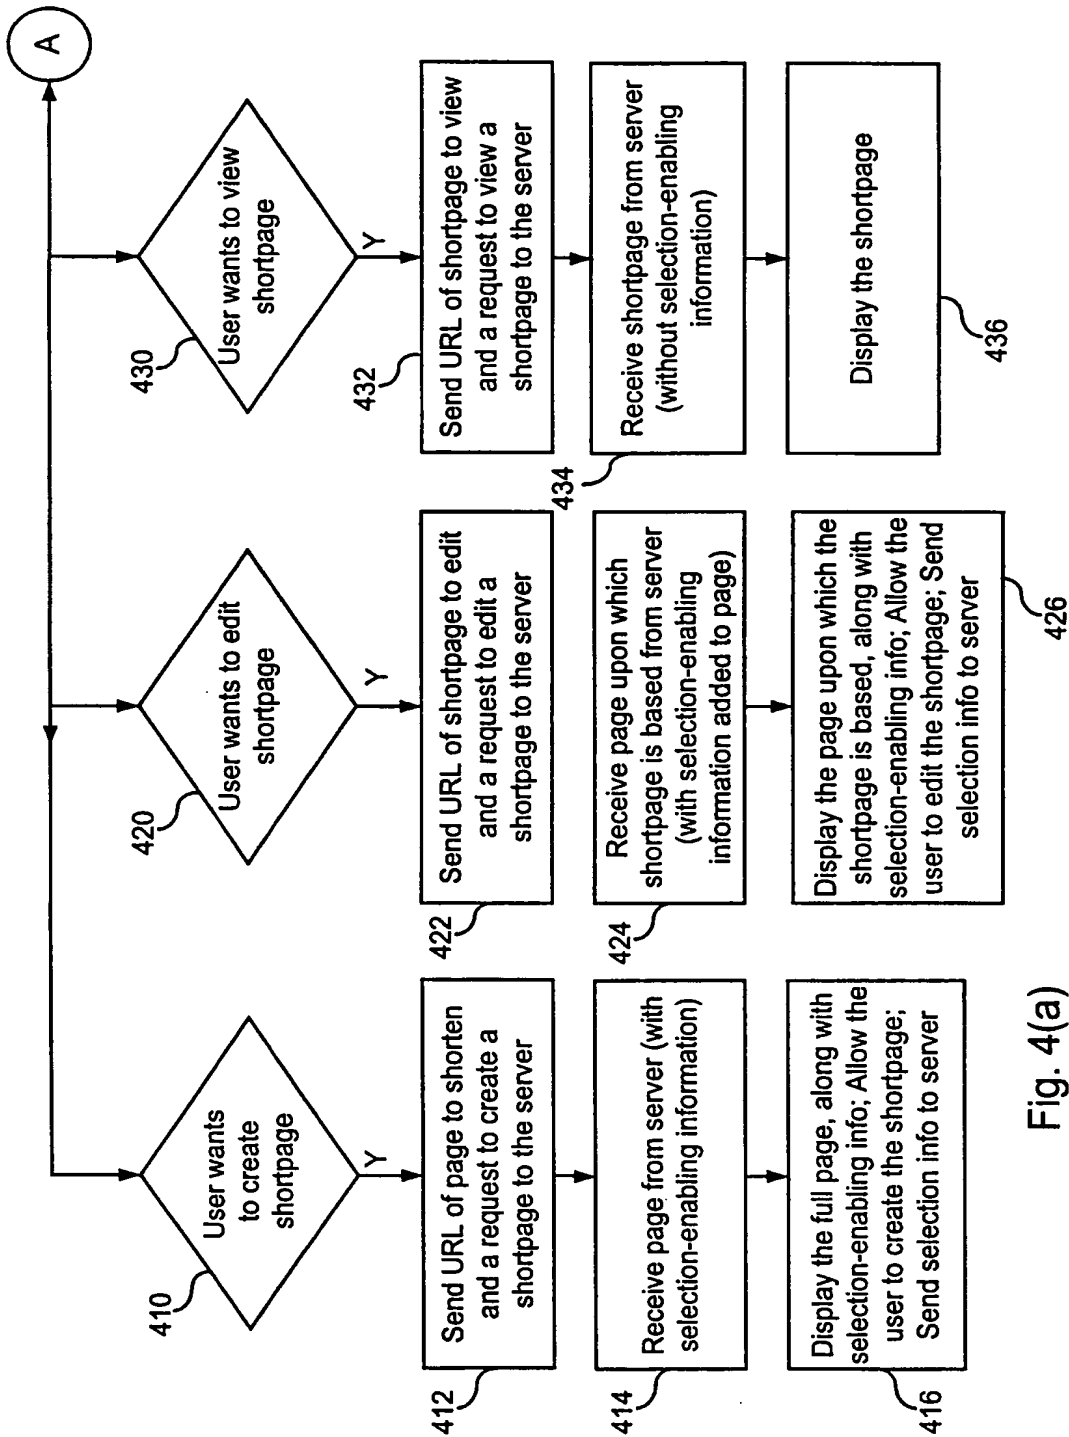 A
410
User wants
to create
shortpage
Y
412
Send URL of page to shorten
and a request to create a
shortpage to the server
414
Receive page from server (with
selection-enabling information)
416
Display the full page, along with
selection-enabling info; Allow the
user to create the shortpage;
Send selection info to server
420
User wants to edit
shortpage
Y
422
Send URL of shortpage to edit
and a request to edit a
shortpage to the server
424
Receive page upon which
shortpage is based from server
(with selection-enabling
information added to page)
426
Display the page upon which the
shortpage is based, along with
selection-enabling info; Allow the
user to edit the shortpage; Send
selection info to server
430
User wants to view
shortpage
Y
432
Send URL of shortpage to view
and a request to view a
shortpage to the server
434
Receive shortpage from server
(without selection-enabling
information)
436
Display the shortpage
Fig. 4(a)